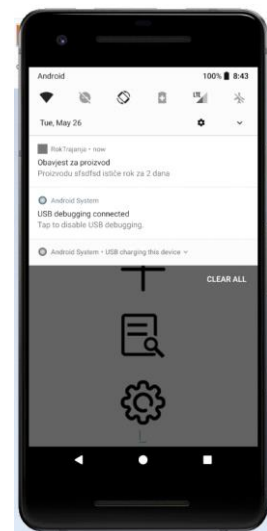 Android 100% 8:43
Tue, May 26
RokTrajanja • now
Obavjest za proizvod
Proizvodu sfsdfsd ističe rok za 2 dana
Android System
USB debugging connected
Tap to disable USB debugging.
Android System • USB charging this device
CLEAR ALL